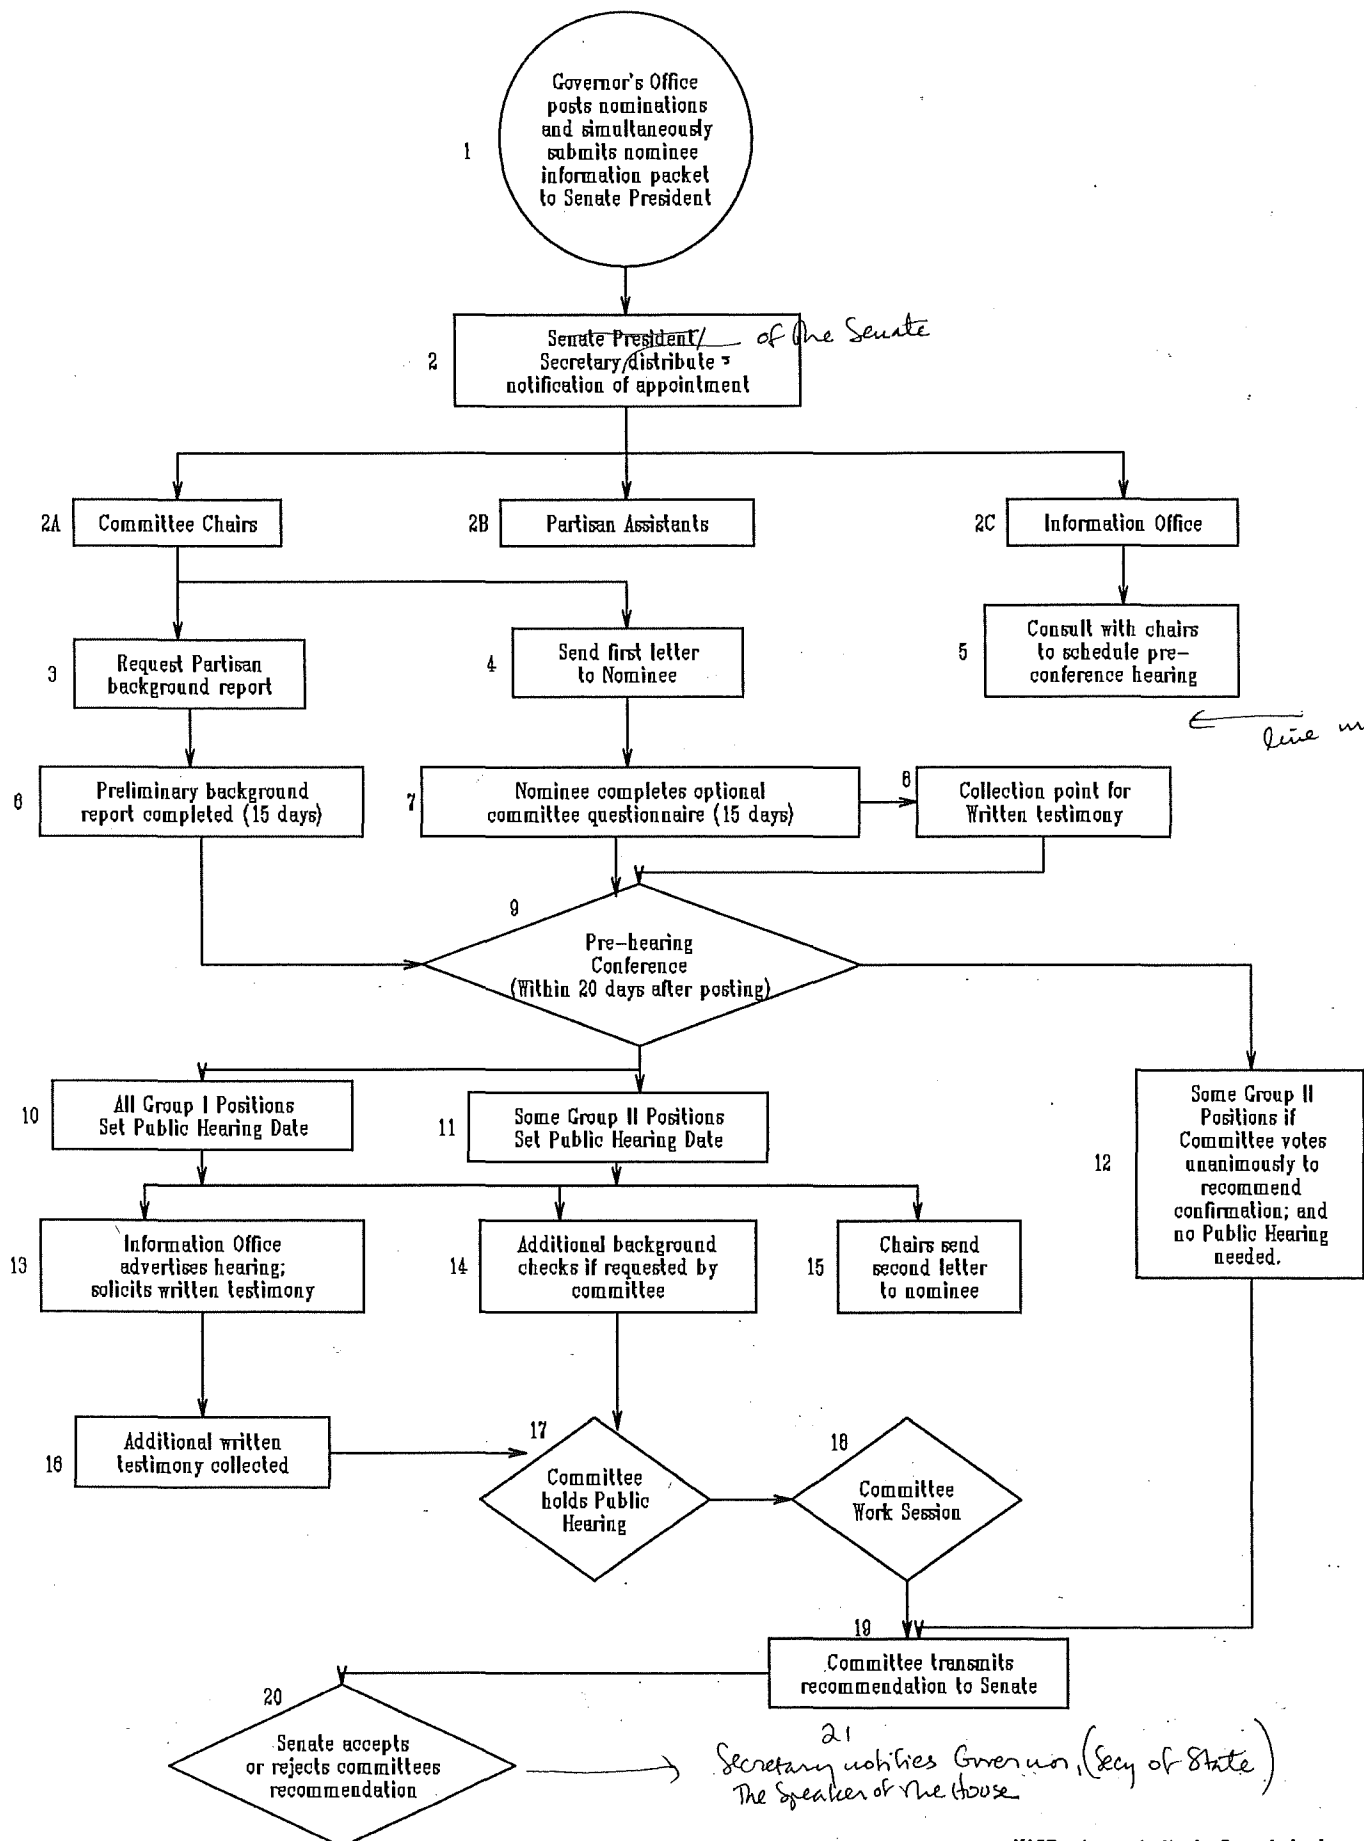 1
Governor's Office
posts nominations
and simultaneously
submits nominee
information packet
to Senate President
2
Senate President/
Secretary distributes
notification of appointment
of the Senate
2A
Committee Chairs
2B
Partisan Assistants
2C
Information Office
3
Request Partisan
background report
4
Send first letter
to Nominee
5
Consult with chairs
to schedule pre-
conference hearing
line
6
Preliminary background
report completed (15 days)
7
Nominee completes optional
committee questionnaire (15 days)
8
Collection point for
Written testimony
9
Pre-hearing
Conference
(Within 20 days after posting)
10
All Group I Positions
Set Public Hearing Date
11
Some Group II Positions
Set Public Hearing Date
12
Some Group II
Positions if
Committee votes
unanimously to
recommend
confirmation; and
no Public Hearing
needed.
13
Information Office
advertises hearing;
solicits written testimony
14
Additional background
checks if requested by
committee
15
Chairs send
second letter
to nominee
16
Additional written
testimony collected
17
Committee
holds Public
Hearing
18
Committee
Work Session
19
Committee transmits
recommendation to Senate
20
Senate accepts
or rejects committees
recommendation
21
Secretary notifies Governor, (Secy of State)
The Speaker of the House